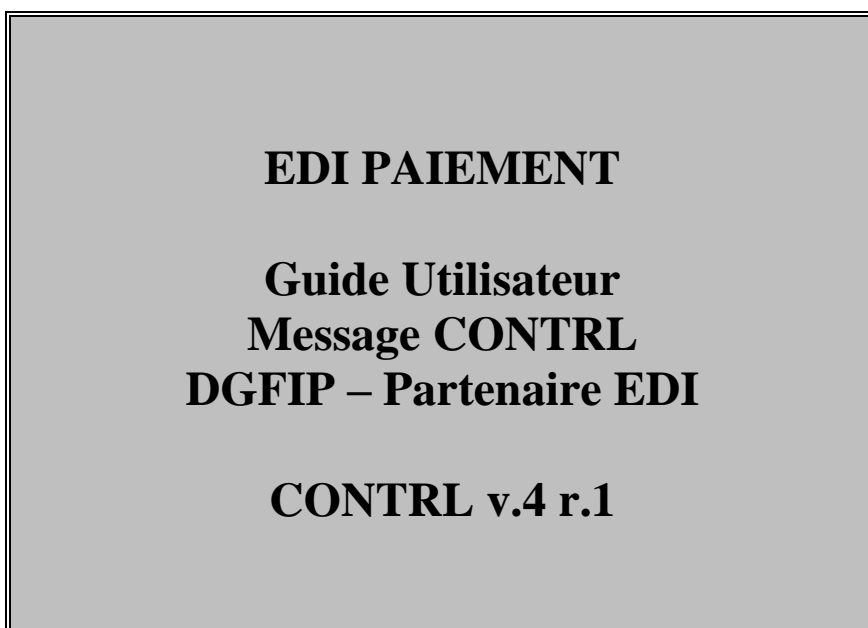 EDI PAIEMENT
Guide Utilisateur
Message CONTRL
DGFIP – Partenaire EDI
CONTRL v.4 r.1